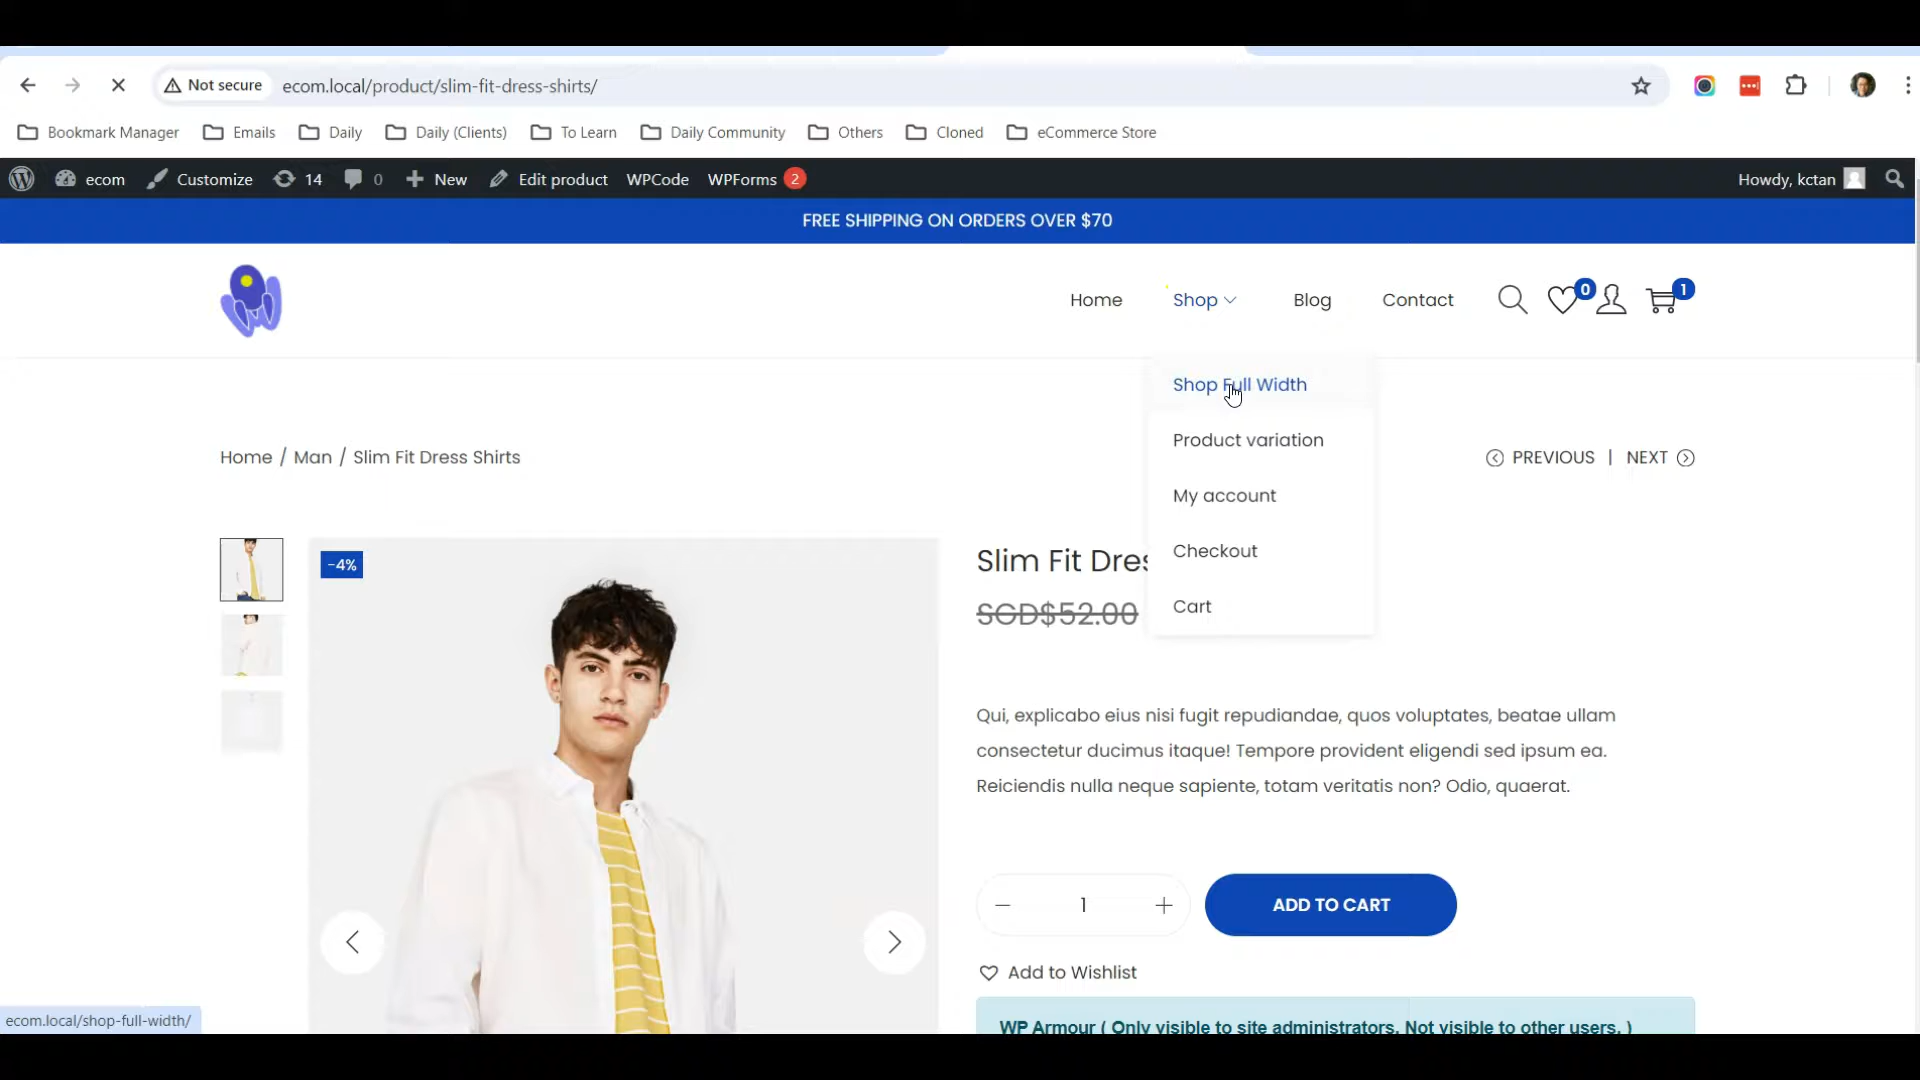 Not secure ecom.local/product/slim-fit-dress-shirts/
Bookmark Manager Emails Daily Daily (Clients) To Learn Daily Community Others Cloned eCommerce Store
ecom Customize 14 0 New Edit product WPCode WPForms 2 Howdy, kctan
FREE SHIPPING ON ORDERS OVER $70
Home Shop Blog Contact 0 1
Shop Full Width
Product variation
My account
Checkout
Cart
Home / Man / Slim Fit Dress Shirts
PREVIOUS | NEXT
-4%
Slim Fit Dres
SGD$52.00
Qui, explicabo eius nisi fugit repudiandae, quos voluptates, beatae ullam
consectetur ducimus itaque! Tempore provident eligendi sed ipsum ea.
Reiciendis nulla neque sapiente, totam veritatis non? Odio, quaerat.
1
ADD TO CART
Add to Wishlist
WP Armour ( Only visible to site administrators. Not visible to other users. )
ecom.local/shop-full-width/